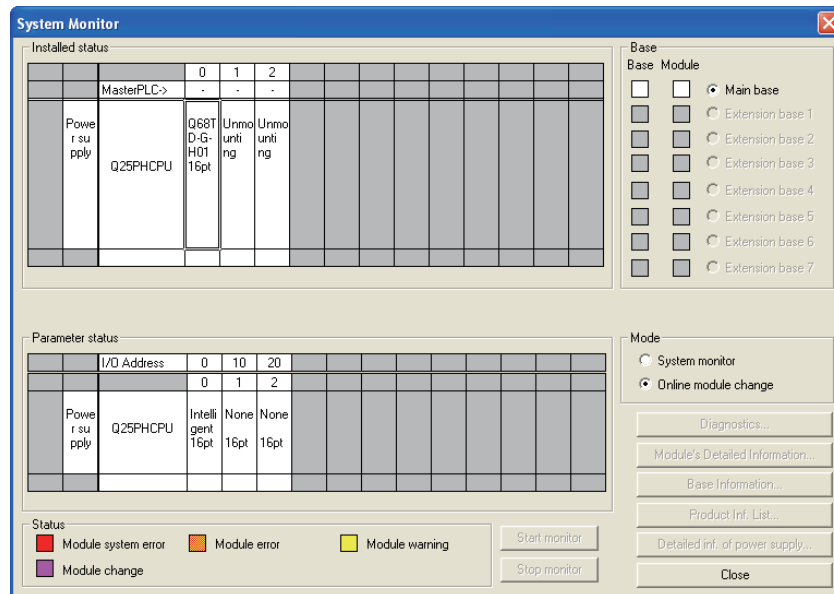 System Monitor
Installed status
0 1 2
MasterPLC-> - - -
Powe
r su
pply
Q25PHCPU
Q68T
D-G-
H01
16pt
Unmo
unti
ng
Unmo
unti
ng
Base
Base Module
Main base
Extension base 1
Extension base 2
Extension base 3
Extension base 4
Extension base 5
Extension base 6
Extension base 7
Parameter status
I/O Address 0 10 20
0 1 2
Powe
r su
pply
Q25PHCPU
Intelli
gent
16pt
None
16pt
None
16pt
Mode
System monitor
Online module change
Diagnostics...
Module's Detailed Information...
Base Information...
Product Inf. List...
Detailed inf. of power supply...
Close
Status
Module system error Module error Module warning
Module change
Start monitor
Stop monitor